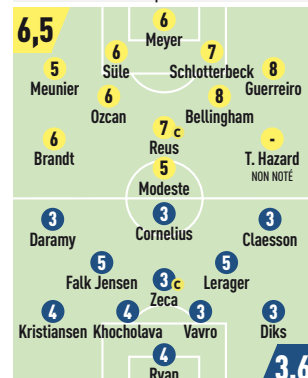 6,5
6
Meyer
5
6
7
8
Meunier
Süle
Schlotterbeck
Guerreiro
6
8
Ozcan
Bellingham
6
7 C
-
Brandt
Reus
T. Hazard
NON NOTÉ
5
Modeste
3
3
3
Daramy
Cornelius
Claesson
5
5
Falk Jensen
Lerager
3 C
Zeca
4
4
3
3
Kristiansen
Khocholava
Vavro
Diks
4
Ryan
3,6